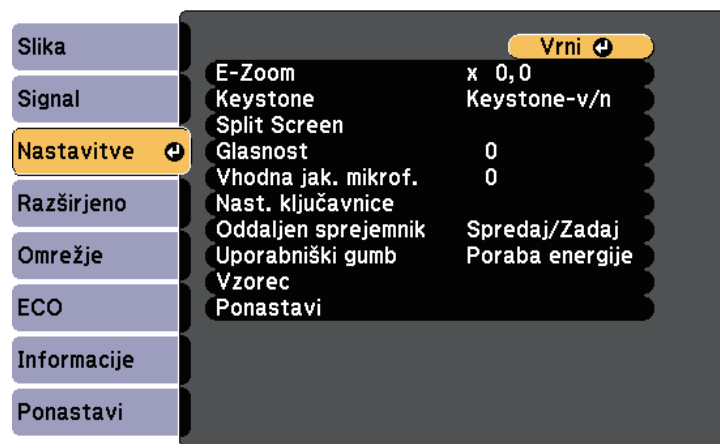 Slika
Signal
Nastavitve
Razširjeno
Omrežje
ECO
Informacije
Ponastavi
Vrni
E-Zoom x 0,0
Keystone Keystone-v/n
Split Screen
Glasnost 0
Vhodna jak. mikrof. 0
Nast. ključavnice
Oddaljen sprejemnik Spredaj/Zadaj
Uporabniški gumb Poraba energije
Vzorec
Ponastavi